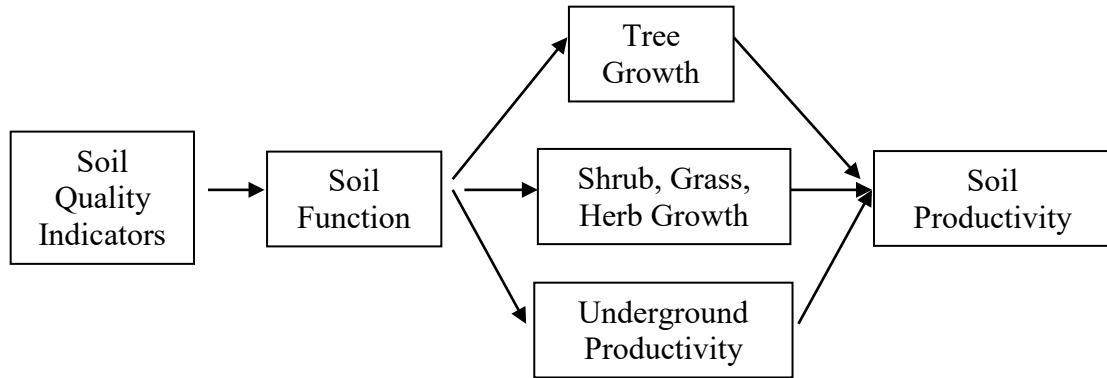 Soil
Quality
Indicators
Soil
Function
Tree
Growth
Shrub, Grass,
Herb Growth
Underground
Productivity
Soil
Productivity